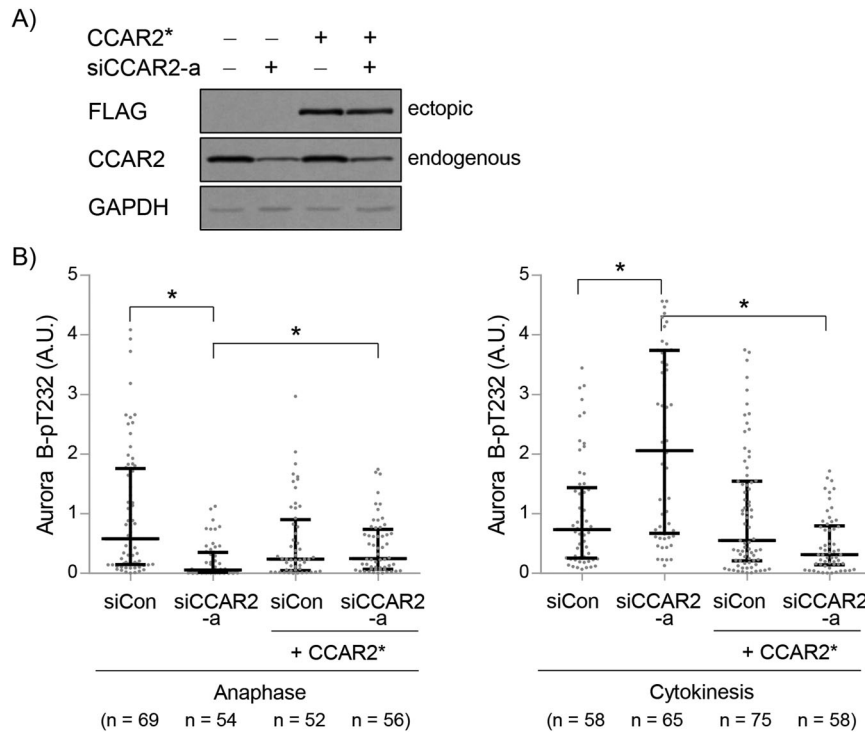 A)
CCAR2* – – + +
siCCAR2-a – + – +
FLAG ectopic
CCAR2 endogenous
GAPDH
B)
5
4
3
2
1
0
Aurora B-pT232 (A.U.)
* *
siCon siCCAR2 siCon siCCAR2
-a -a
+ CCAR2*
Anaphase
(n = 69 n = 54 n = 52 n = 56)
5
4
3
2
1
0
Aurora B-pT232 (A.U.)
* *
siCon siCCAR2 siCon siCCAR2
-a -a
+ CCAR2*
Cytokinesis
(n = 58 n = 65 n = 75 n = 58)